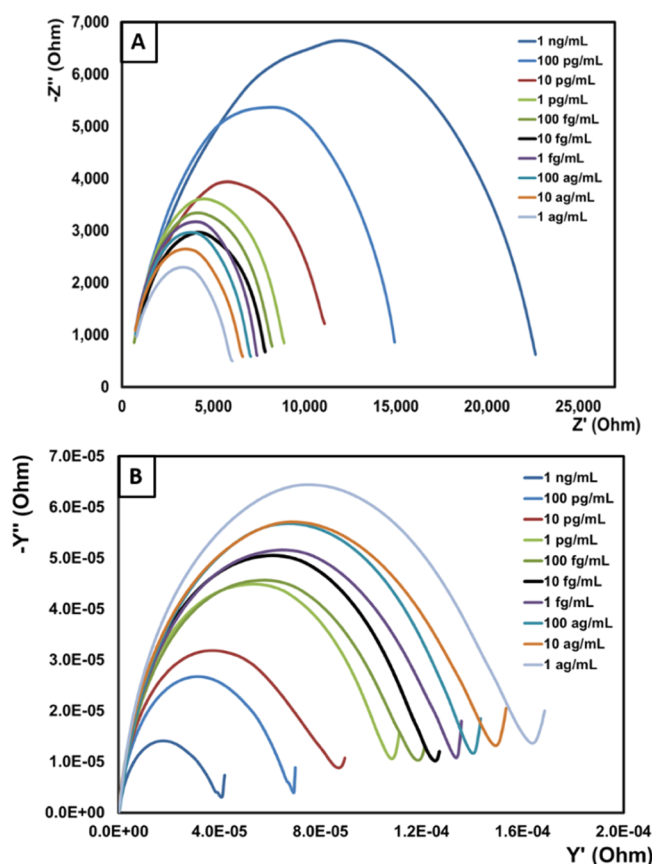 A
-Z'' (Ohm)
7,000
6,000
5,000
4,000
3,000
2,000
1,000
0
0 5,000 10,000 15,000 20,000 25,000
Z' (Ohm)
1 ng/mL
100 pg/mL
10 pg/mL
1 pg/mL
100 fg/mL
10 fg/mL
1 fg/mL
100 ag/mL
10 ag/mL
1 ag/mL
B
-Y'' (Ohm)
7.0E-05
6.0E-05
5.0E-05
4.0E-05
3.0E-05
2.0E-05
1.0E-05
0.0E+00
0.0E+00 4.0E-05 8.0E-05 1.2E-04 1.6E-04 2.0E-04
Y' (Ohm)
1 ng/mL
100 pg/mL
10 pg/mL
1 pg/mL
100 fg/mL
10 fg/mL
1 fg/mL
100 ag/mL
10 ag/mL
1 ag/mL